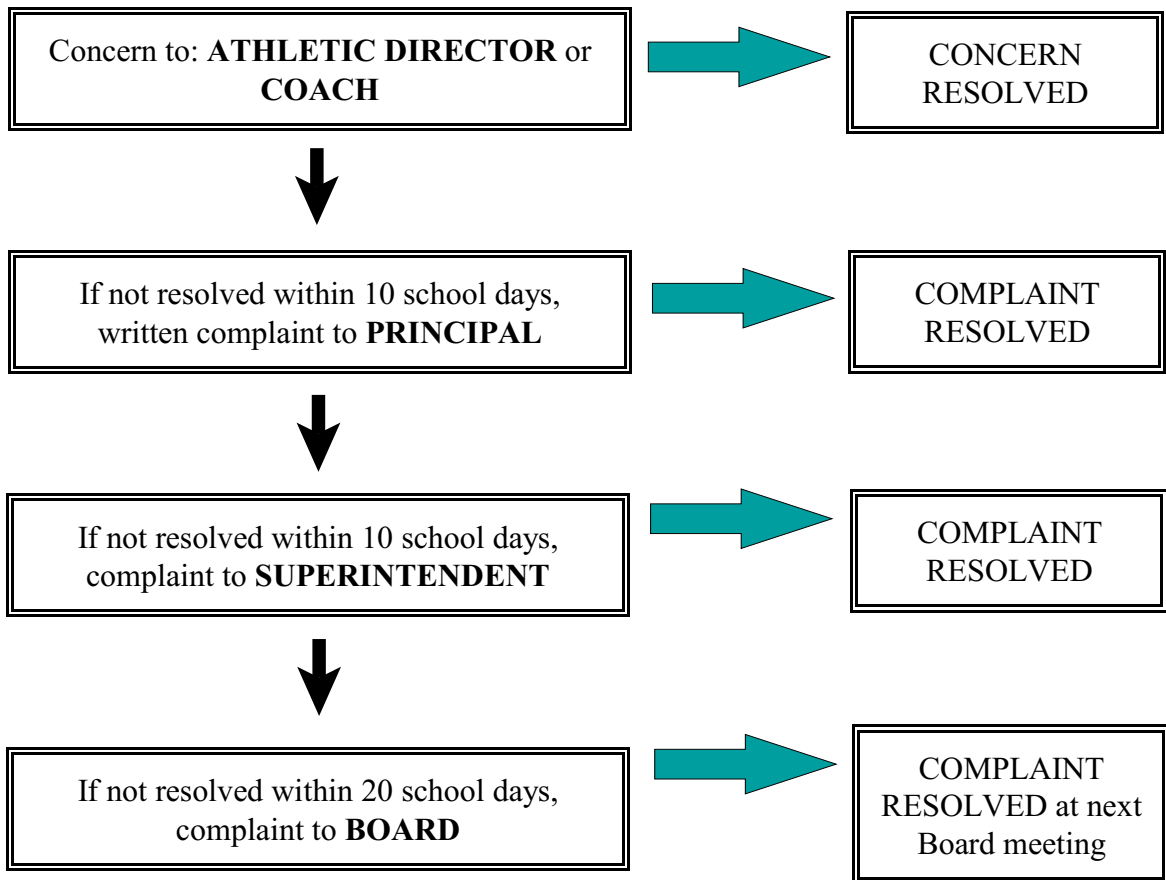 Concern to: ATHLETIC DIRECTOR or
COACH
CONCERN
RESOLVED
If not resolved within 10 school days,
written complaint to PRINCIPAL
COMPLAINT
RESOLVED
If not resolved within 10 school days,
complaint to SUPERINTENDENT
COMPLAINT
RESOLVED
If not resolved within 20 school days,
complaint to BOARD
COMPLAINT
RESOLVED at next
Board meeting